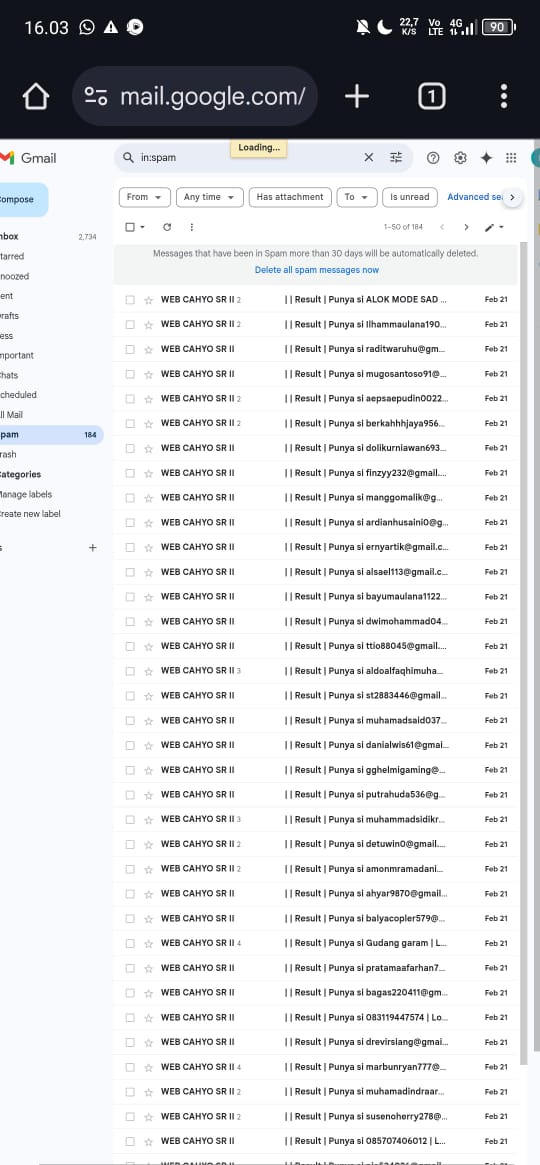 16.03 22,7 K/S Vo LTE 4G 90
mail.google.com/ 1
Gmail in:spam Loading...
ompose From Any time Has attachment To Is unread Advanced sea
nbox 2,734
1–50 of 184
tarred
noozed
ent
rafts
ess
mportant
hats
cheduled
ll Mail
pam 184
rash
ategories
Manage labels
reate new label
s +
Messages that have been in Spam more than 30 days will be automatically deleted.
Delete all spam messages now
WEB CAHYO SR II 2 | | Result | Punya si ALOK MODE SAD ... Feb 21
WEB CAHYO SR II 2 | | Result | Punya si Ilhammaulana190... Feb 21
WEB CAHYO SR II | | Result | Punya si raditwaruhu@gm... Feb 21
WEB CAHYO SR II | | Result | Punya si mugosantoso91@... Feb 21
WEB CAHYO SR II 2 | | Result | Punya si aepsaepudin0022... Feb 21
WEB CAHYO SR II 2 | | Result | Punya si berkahhhjaya956... Feb 21
WEB CAHYO SR II | | Result | Punya si dolikurniawan693... Feb 21
WEB CAHYO SR II | | Result | Punya si finzyy232@gmail.... Feb 21
WEB CAHYO SR II | | Result | Punya si manggomalik@g... Feb 21
WEB CAHYO SR II | | Result | Punya si ardianhusaini0@g... Feb 21
WEB CAHYO SR II | | Result | Punya si ernyartik@gmail.c... Feb 21
WEB CAHYO SR II | | Result | Punya si alsael113@gmail.c... Feb 21
WEB CAHYO SR II | | Result | Punya si bayumaulana1122... Feb 21
WEB CAHYO SR II | | Result | Punya si dwimohammad04... Feb 21
WEB CAHYO SR II | | Result | Punya si ttio88045@gmail.... Feb 21
WEB CAHYO SR II 3 | | Result | Punya si aldoalfaqhimuha... Feb 21
WEB CAHYO SR II | | Result | Punya si st2883446@gmail... Feb 21
WEB CAHYO SR II | | Result | Punya si muhamadsaid037... Feb 21
WEB CAHYO SR II | | Result | Punya si danialwis61@gmai... Feb 21
WEB CAHYO SR II | | Result | Punya si gghelmigaming@... Feb 21
WEB CAHYO SR II | | Result | Punya si putrahuda536@g... Feb 21
WEB CAHYO SR II 3 | | Result | Punya si muhammadsidikr... Feb 21
WEB CAHYO SR II 2 | | Result | Punya si detuwin0@gmail.... Feb 21
WEB CAHYO SR II 2 | | Result | Punya si amonmramadani... Feb 21
WEB CAHYO SR II | | Result | Punya si ahyar9870@gmail... Feb 21
WEB CAHYO SR II | | Result | Punya si balyacopler579@... Feb 21
WEB CAHYO SR II 4 | | Result | Punya si Gudang garam | L... Feb 21
WEB CAHYO SR II | | Result | Punya si pratamaafarhan7... Feb 21
WEB CAHYO SR II | | Result | Punya si bagas220411@gm... Feb 21
WEB CAHYO SR II | | Result | Punya si 083119447574 | Lo... Feb 21
WEB CAHYO SR II | | Result | Punya si drevirsiang@gmai... Feb 21
WEB CAHYO SR II 4 | | Result | Punya si marbunryan777@... Feb 21
WEB CAHYO SR II 2 | | Result | Punya si muhamadindraar... Feb 21
WEB CAHYO SR II 2 | | Result | Punya si susenoherry278@... Feb 21
WEB CAHYO SR II | | Result | Punya si 085707406012 | L... Feb 21